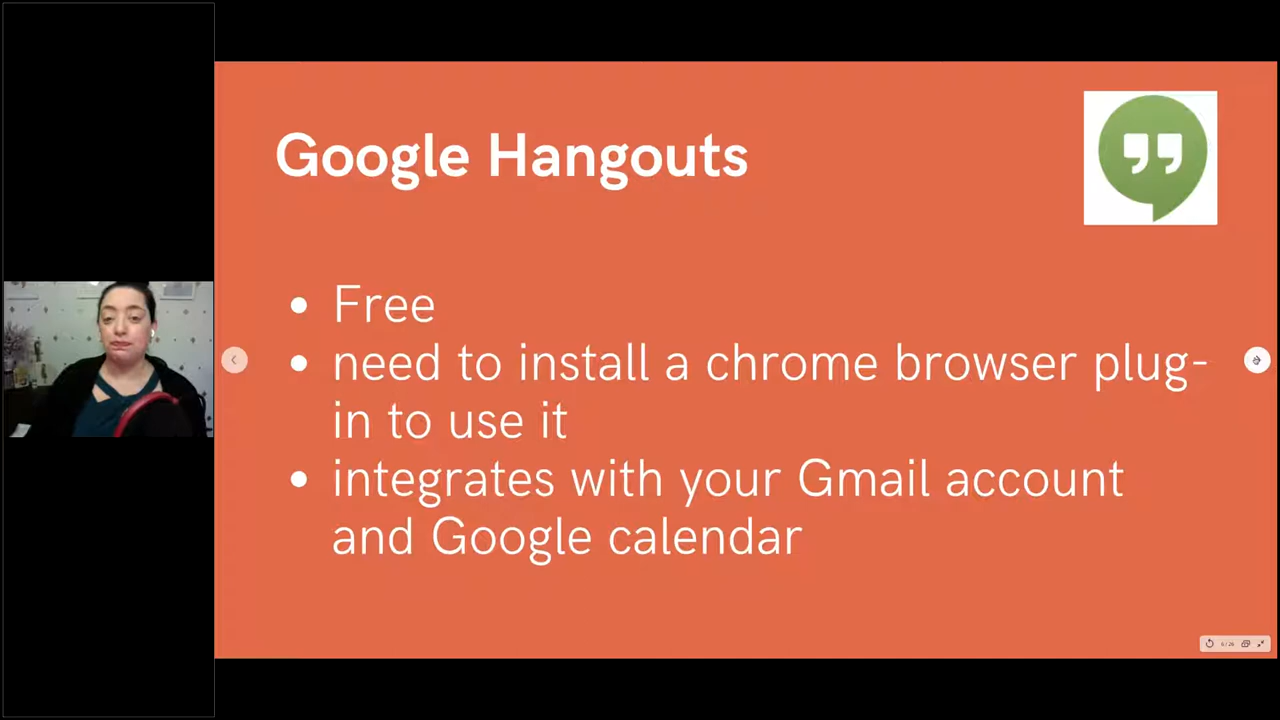 Google Hangouts
Free
need to install a chrome browser plug-
in to use it
integrates with your Gmail account
and Google calendar